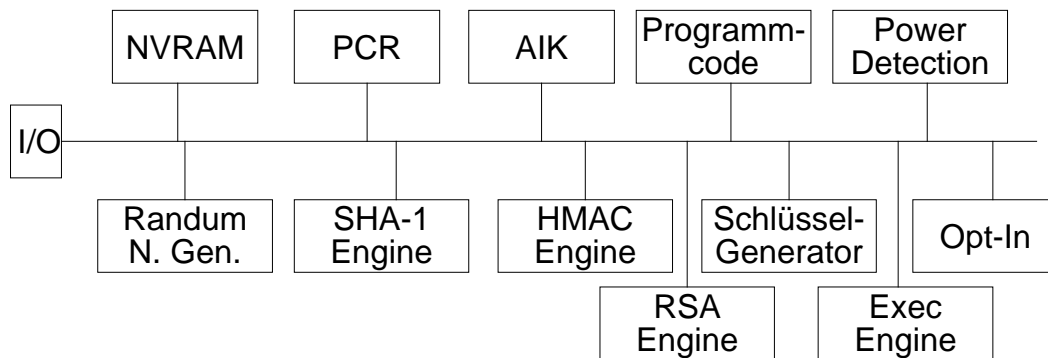 NVRAM
PCR
AIK
Programm-
code
Power
Detection
I/O
Randum
N. Gen.
SHA-1
Engine
HMAC
Engine
Schlüssel-
Generator
Opt-In
RSA
Engine
Exec
Engine